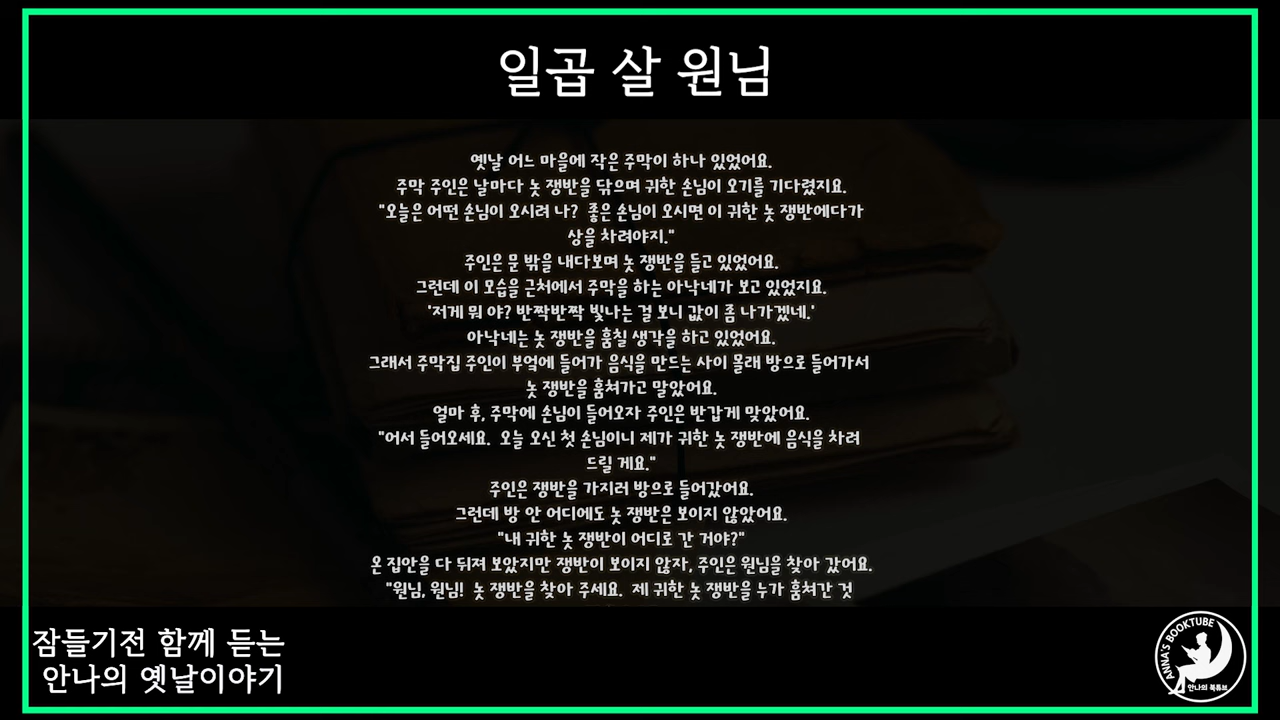 일곱 살 원님
옛날 어느 마을에 작은 주막이 하나 있었어요.
주막 주인은 날마다 놋 쟁반을 닦으며 귀한 손님이 오기를 기다렸지요.
"오늘은 어떤 손님이 오시려 나?  좋은 손님이 오시면 이 귀한 놋 쟁반에다가
상을 차려야지."
주인은 문 밖을 내다보며 놋 쟁반을 들고 있었어요.
그런데 이 모습을 근처에서 주막을 하는 아낙네가 보고 있었지요.
'저게 뭐 야? 반짝반짝 빛나는 걸 보니 값이 좀 나가겠네.'
아낙네는 놋 쟁반을 훔칠 생각을 하고 있었어요.
그래서 주막집 주인이 부엌에 들어가 음식을 만드는 사이 몰래 방으로 들어가서
놋 쟁반을 훔쳐가고 말았어요.
얼마 후, 주막에 손님이 들어오자 주인은 반갑게 맞았어요.
"어서 들어오세요.  오늘 오신 첫 손님이니 제가 귀한 놋 쟁반에 음식을 차려
드릴 게요."
주인은 쟁반을 가지러 방으로 들어갔어요.
그런데 방 안 어디에도 놋 쟁반은 보이지 않았어요.
"내 귀한 놋 쟁반이 어디로 간 거야?"
온 집안을 다 뒤져 보았지만 쟁반이 보이지 않자, 주인은 원님을 찾아 갔어요.
"원님, 원님!  놋 쟁반을 찾아 주세요.  제 귀한 놋 쟁반을 누가 훔쳐간 것
잠들기전 함께 듣는
안나의 옛날이야기
ANNA'S BOOKTUBE
안나의 북튜브